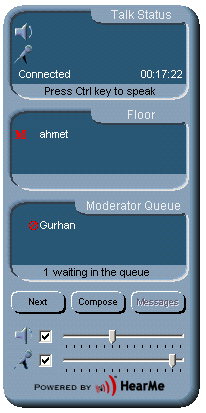 Talk Status
Connected 00:17:22
Press Ctrl key to speak
Floor
ahmet
Moderator Queue
Gurhan
1 waiting in the queue
Next Compose Messages
POWERED BY HearMe